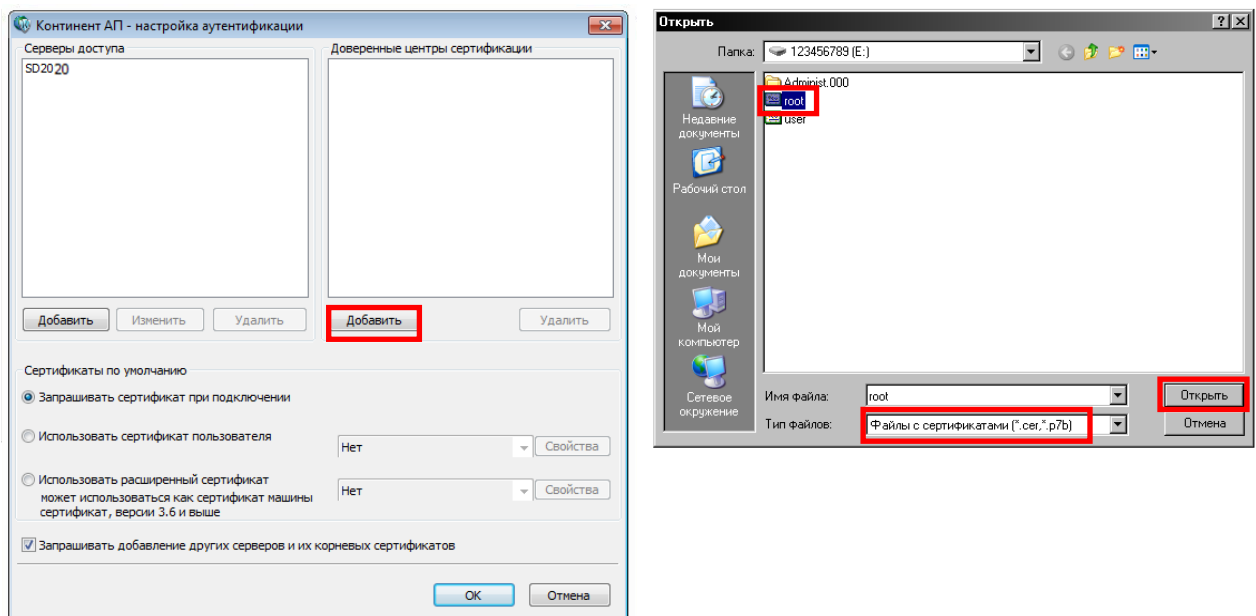 Континент АП - настройка аутентификации
Серверы доступа
SD2020
Доверенные центры сертификации
Добавить
Изменить
Удалить
Добавить
Удалить
Сертификаты по умолчанию
Запрашивать сертификат при подключении
Использовать сертификат пользователя
Нет
Свойства
Использовать расширенный сертификат
может использоваться как сертификат машины
сертификат, версии 3.6 и выше
Нет
Свойства
Запрашивать добавление других серверов и их корневых сертификатов
OK
Отмена
Открыть
Папка:
123456789 (E:)
Administ.000
root
user
Недавние
документы
Рабочий стол
Мои
документы
Мой
компьютер
Сетевое
окружение
Имя файла:
root
Открыть
Тип файлов:
Файлы с сертификатами (*.cer,*.p7b)
Отмена